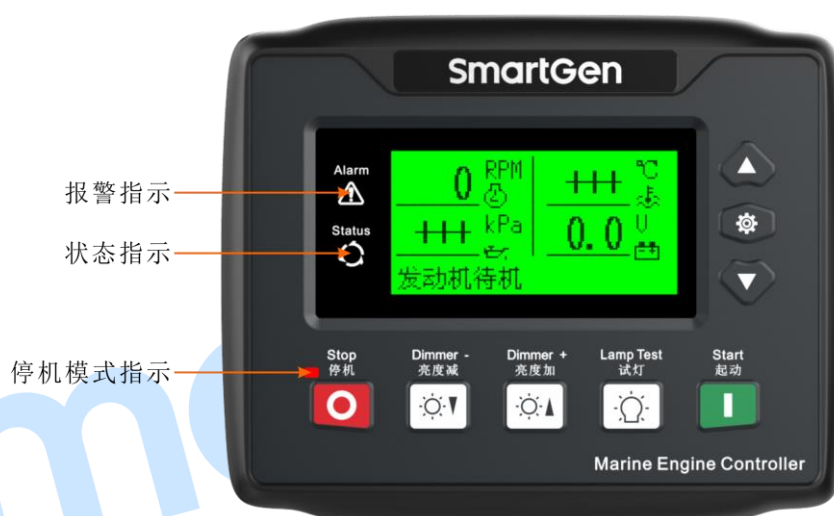 SmartGen
报警指示
Alarm
状态指示
Status
0 RPM
+++ ℃
+++ kPa
0.0 V
发动机待机
停机模式指示
Stop
停机
Dimmer -
亮度减
Dimmer +
亮度加
Lamp Test
试灯
Start
起动
Marine Engine Controller